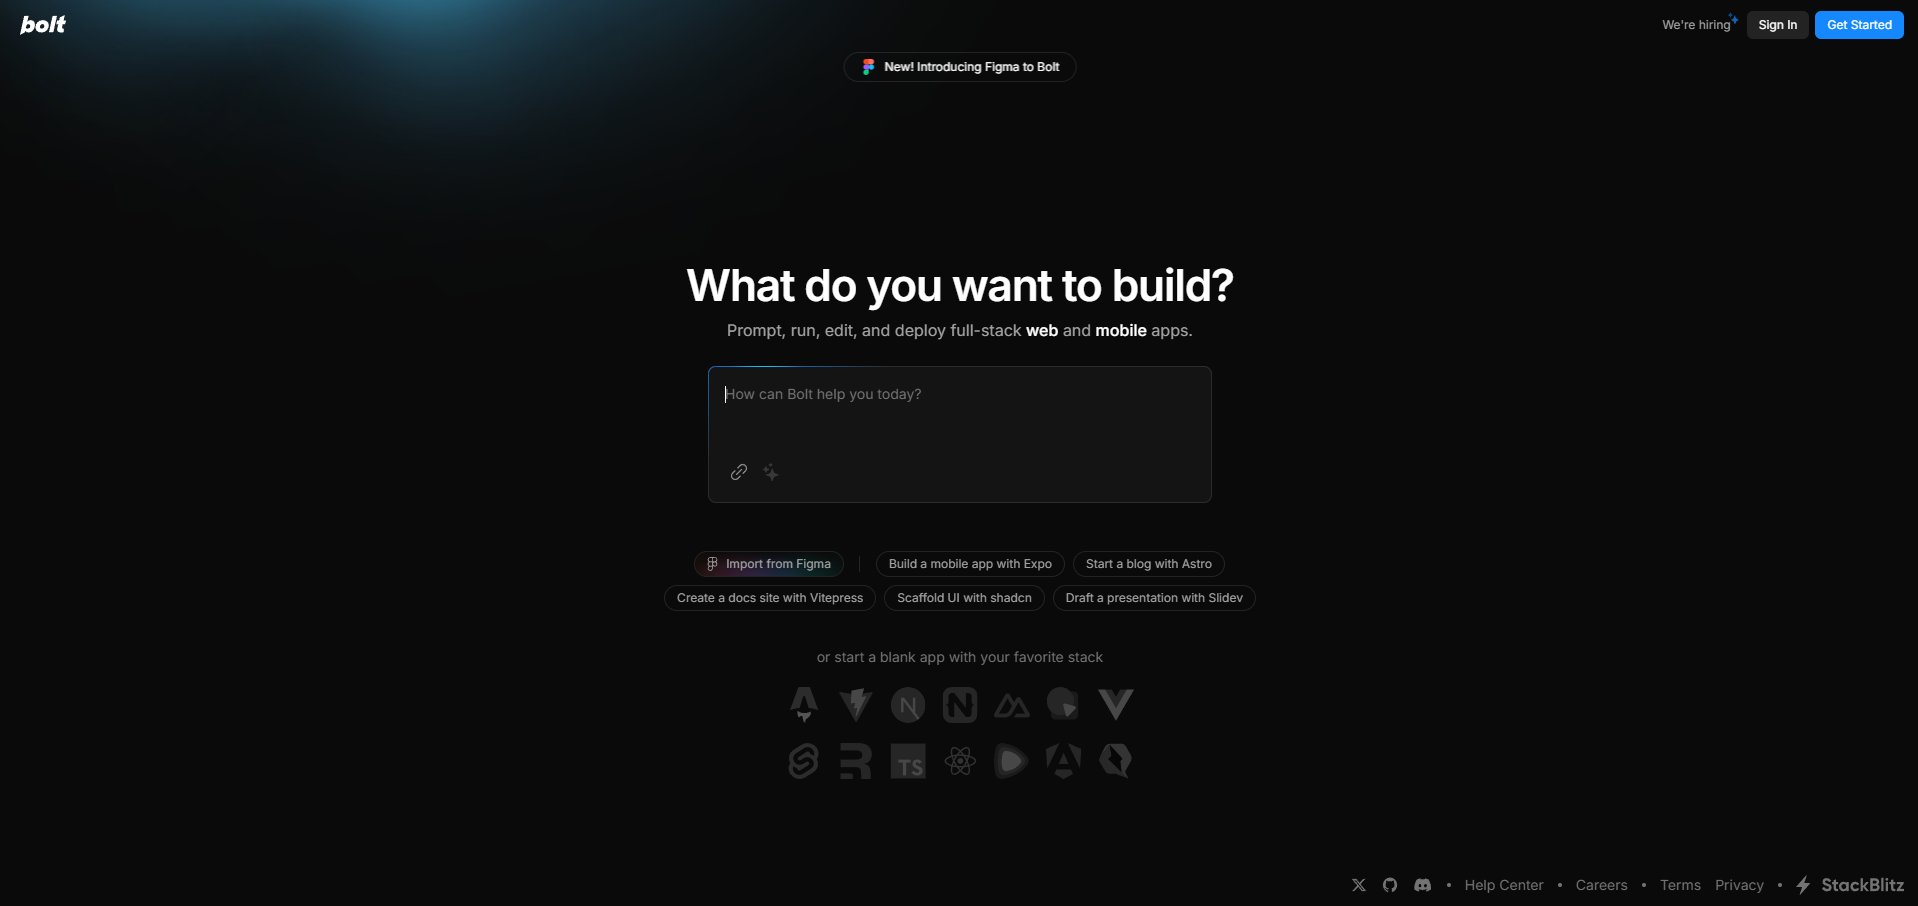 bolt
We're hiring
Sign In
Get Started
New! Introducing Figma to Bolt
What do you want to build?
Prompt, run, edit, and deploy full-stack web and mobile apps.
How can Bolt help you today?
Import from Figma
Build a mobile app with Expo
Start a blog with Astro
Create a docs site with Vitepress
Scaffold UI with shadcn
Draft a presentation with Slidev
or start a blank app with your favorite stack
N
N
TS
Help Center
Careers
Terms
Privacy
StackBlitz